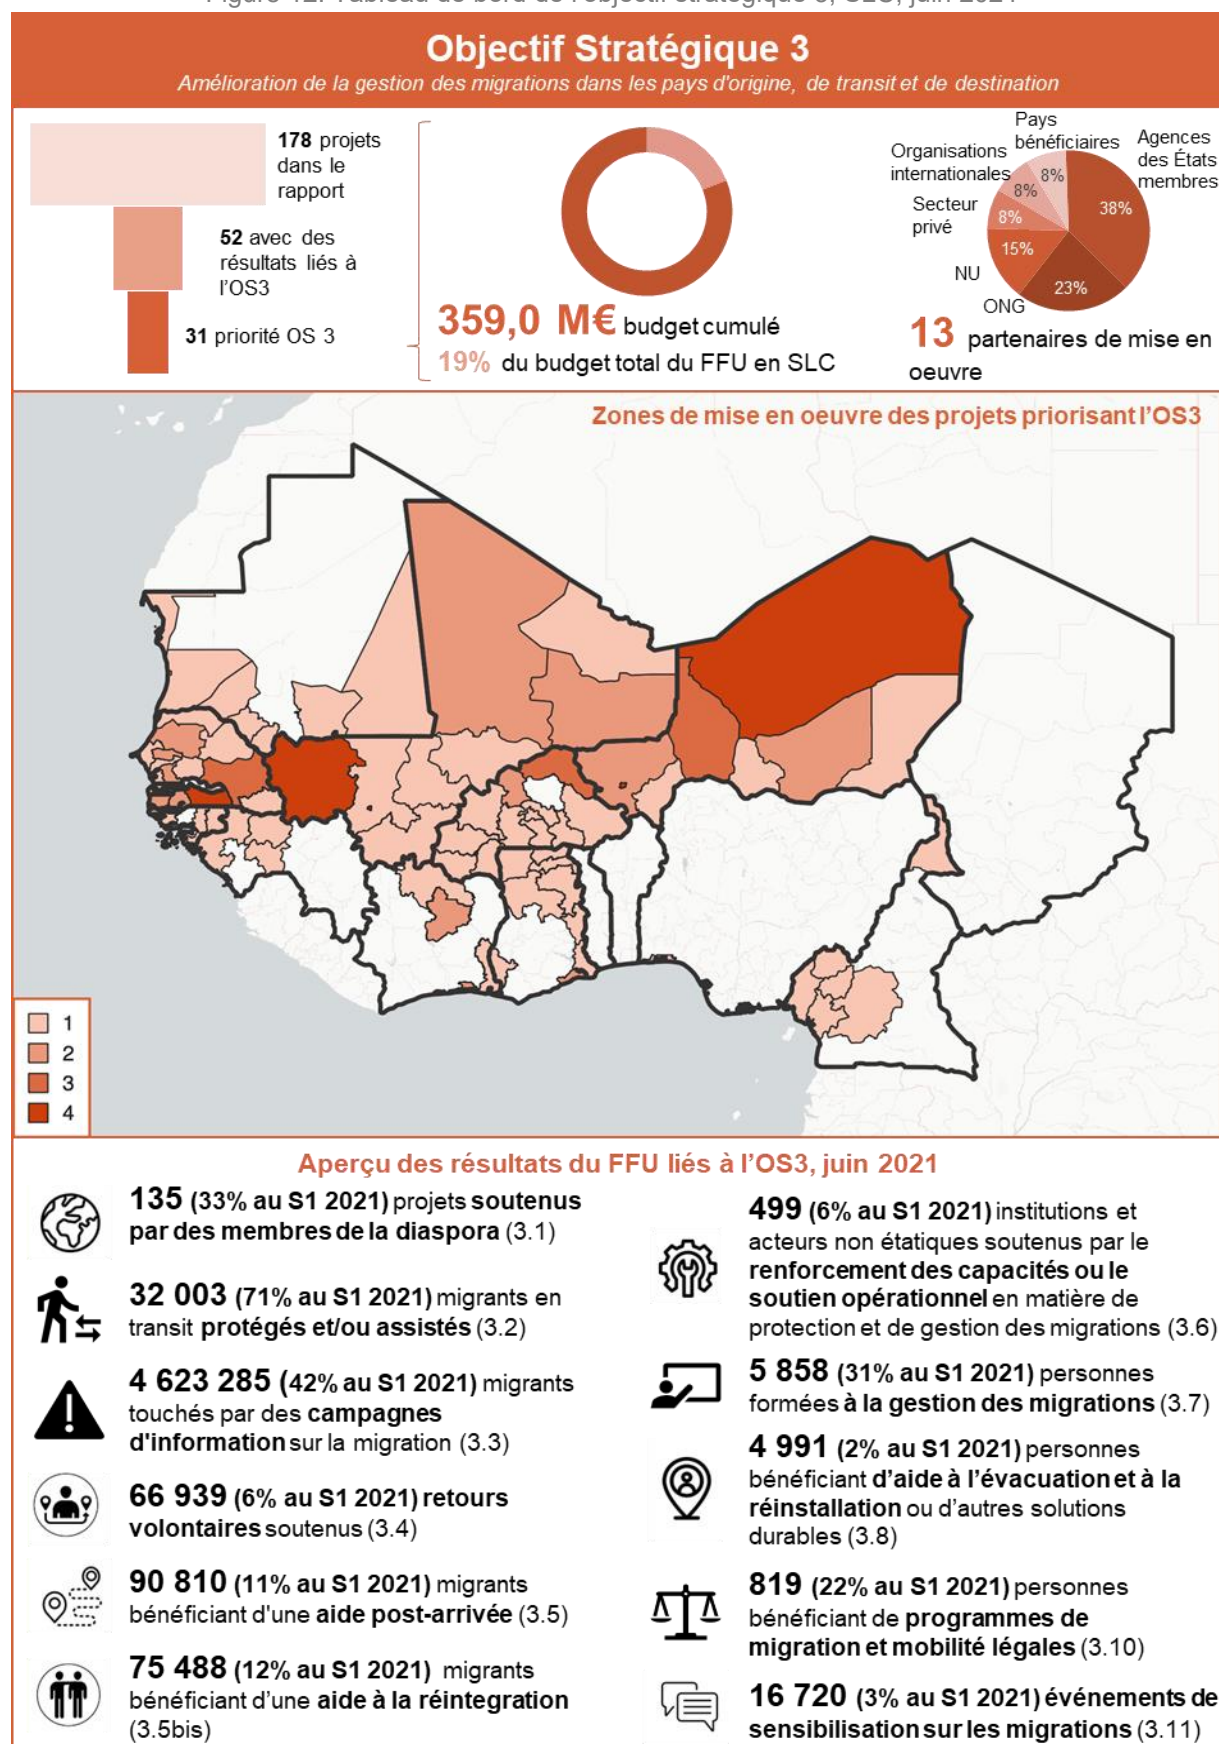 Figure 12. Tableau de bord de l'objectif stratégique 3, SLC, juin 2021
Objectif Stratégique 3
Amélioration de la gestion des migrations dans les pays d'origine, de transit et de destination
178 projets
dans le
rapport
52 avec des
résultats liés à
l'OS3
31 priorité OS 3
359,0 M€ budget cumulé
19% du budget total du FFU en SLC
Pays
bénéficiaires
Agences
des États
membres
Organisations
internationales
Secteur
privé
NU
ONG
8%
8%
8%
15%
23%
38%
13 partenaires de mise en
oeuvre
Zones de mise en oeuvre des projets priorisant l'OS3
1
2
3
4
Aperçu des résultats du FFU liés à l'OS3, juin 2021
135 (33% au S1 2021) projets soutenus
par des membres de la diaspora (3.1)
32 003 (71% au S1 2021) migrants en
transit protégés et/ou assistés (3.2)
4 623 285 (42% au S1 2021) migrants
touchés par des campagnes
d'information sur la migration (3.3)
66 939 (6% au S1 2021) retours
volontaires soutenus (3.4)
90 810 (11% au S1 2021) migrants
bénéficiant d'une aide post-arrivée (3.5)
75 488 (12% au S1 2021) migrants
bénéficiant d'une aide à la réintegration
(3.5bis)
499 (6% au S1 2021) institutions et
acteurs non étatiques soutenus par le
renforcement des capacités ou le
soutien opérationnel en matière de
protection et de gestion des migrations (3.6)
5 858 (31% au S1 2021) personnes
formées à la gestion des migrations (3.7)
4 991 (2% au S1 2021) personnes
bénéficiant d'aide à l'évacuation et à la
réinstallation ou d'autres solutions
durables (3.8)
819 (22% au S1 2021) personnes
bénéficiant de programmes de
migration et mobilité légales (3.10)
16 720 (3% au S1 2021) événements de
sensibilisation sur les migrations (3.11)